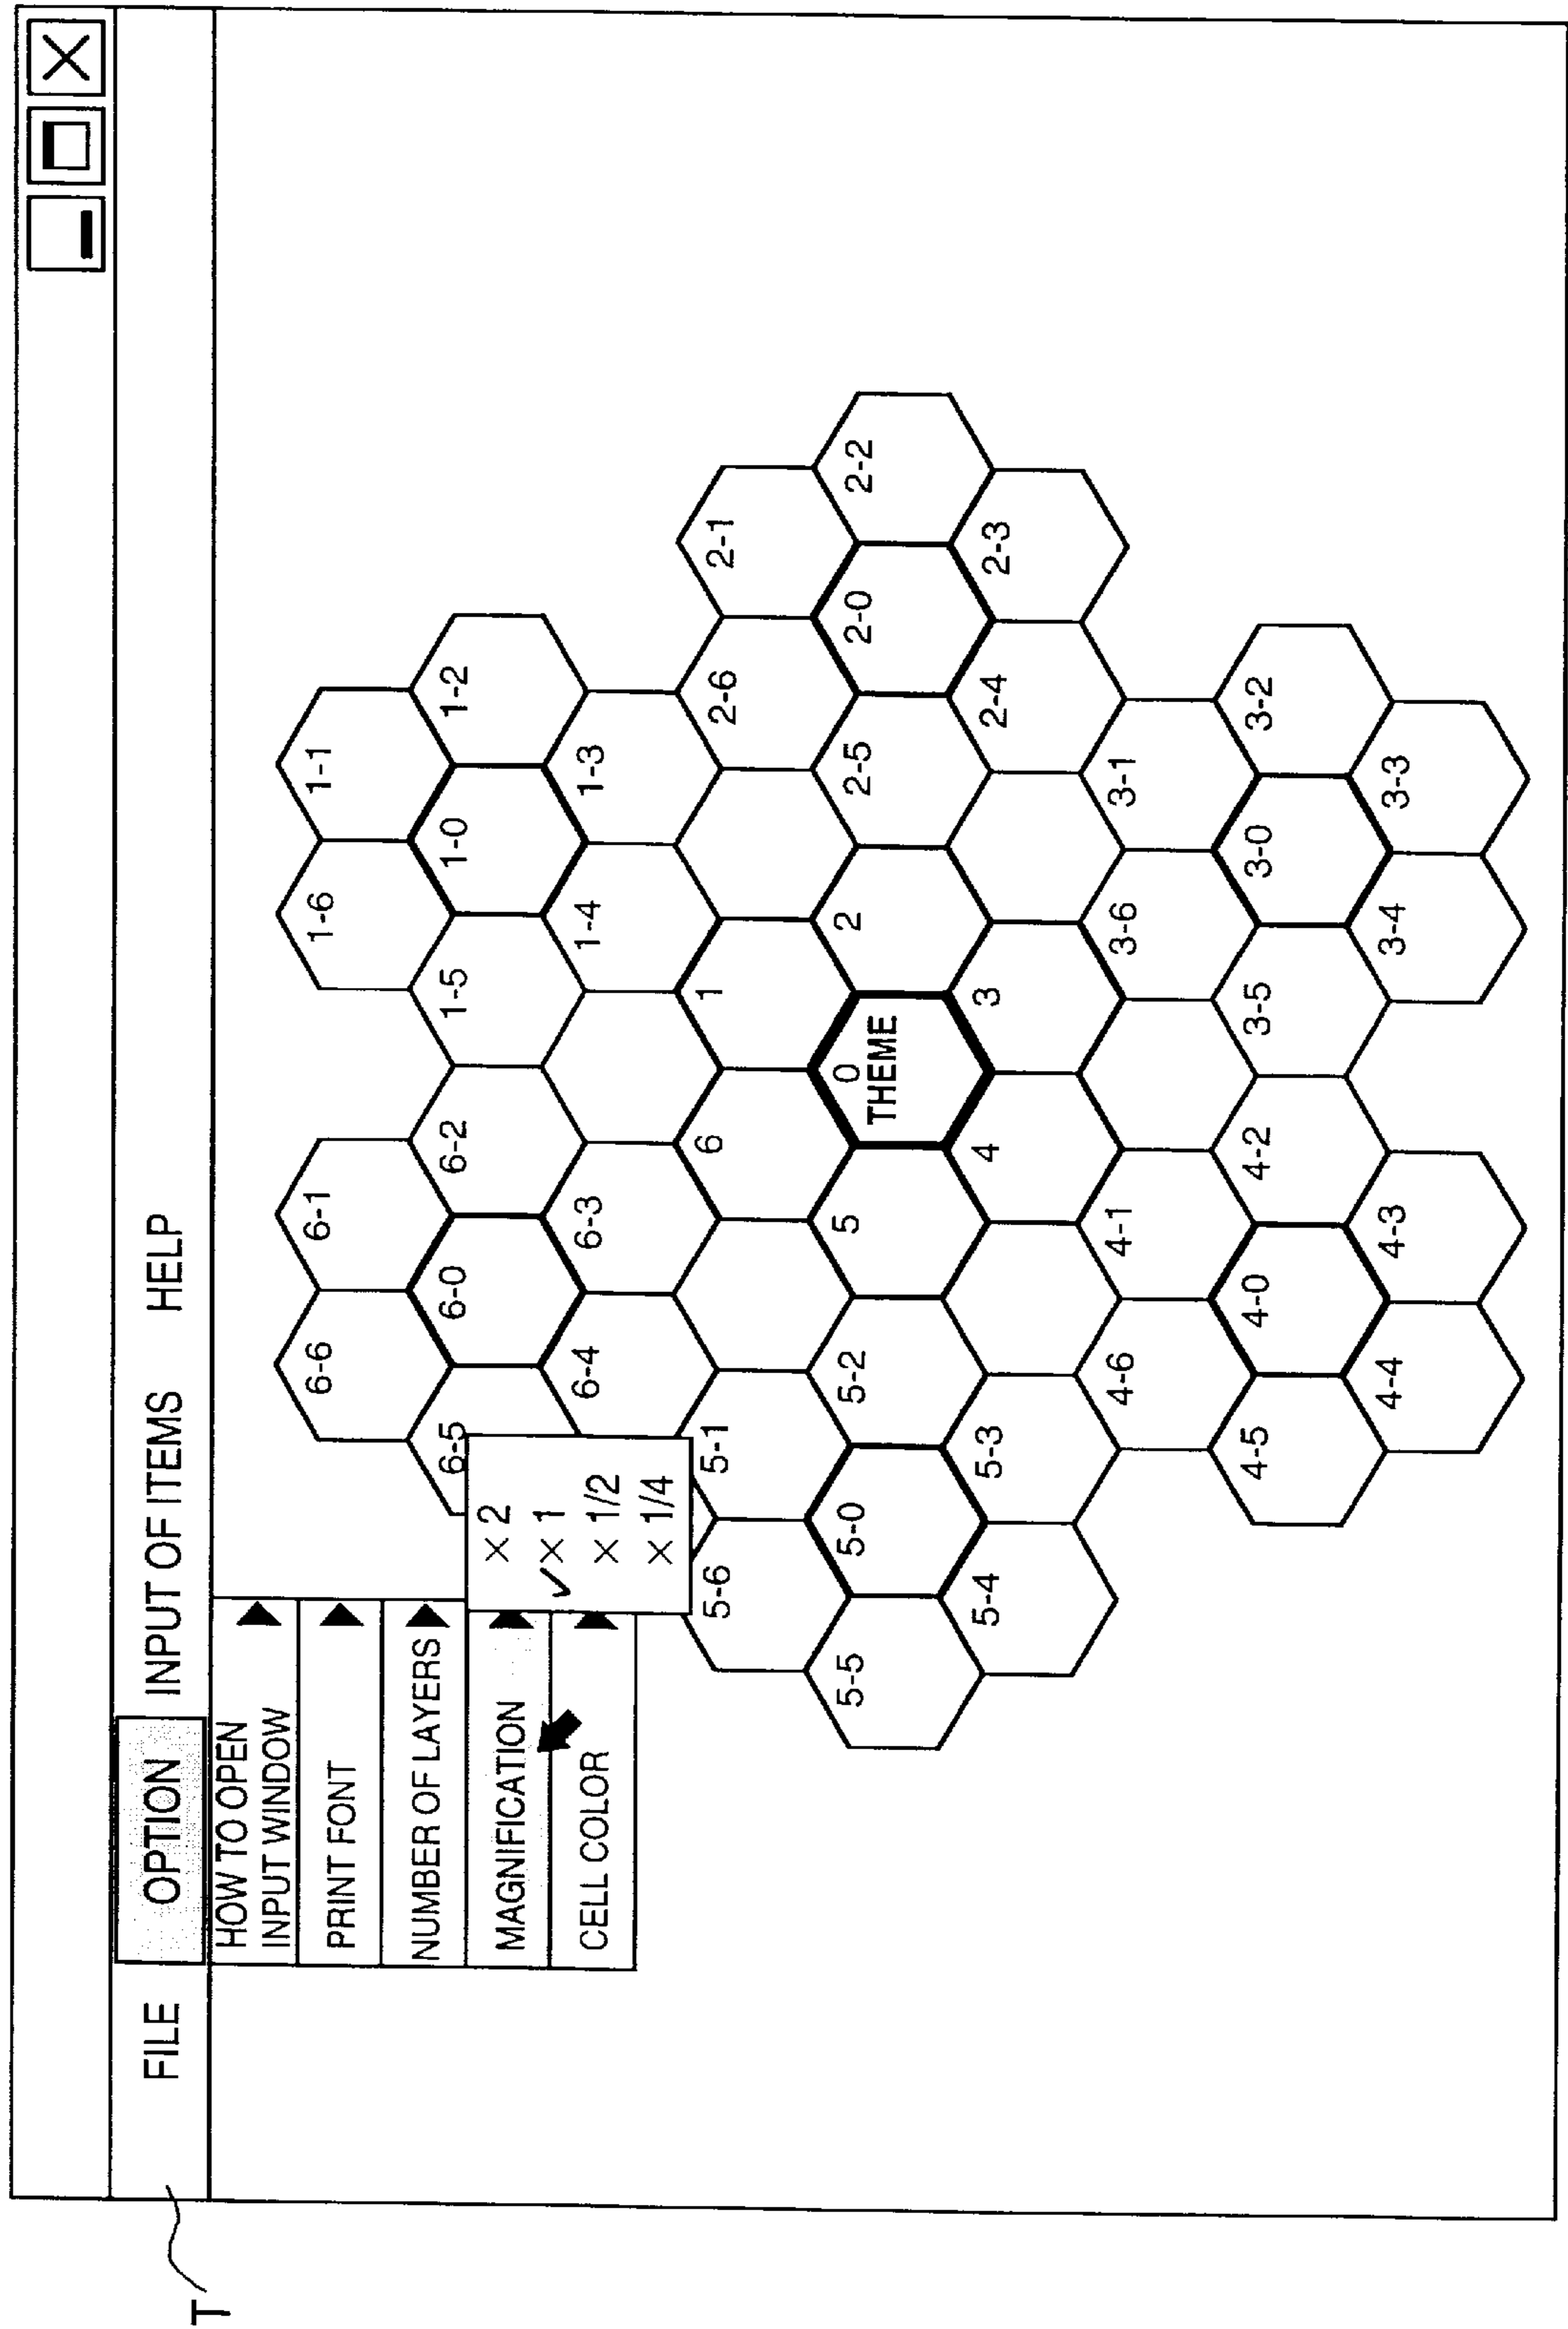 T
FILE OPTION INPUT OF ITEMS HELP
HOW TO OPEN
INPUT WINDOW
PRINT FONT
NUMBER OF LAYERS
MAGNIFICATION
CELL COLOR
× 2
✓× 1
× 1/2
× 1/4
6-6 6-1 1-6 1-1
6-5 6-0 6-2 1-5 1-0 1-2
6-4 6-3 1-4 1-3
5-6 5-1 6 1 2-6 2-1
5-5 5-0 5-2 5 0 2 2-5 2-0 2-2
THEME
5-4 5-3 4 3 2-4 2-3
4-6 4-1 3-6 3-1
4-5 4-0 4-2 3-5 3-0 3-2
4-4 4-3 3-4 3-3